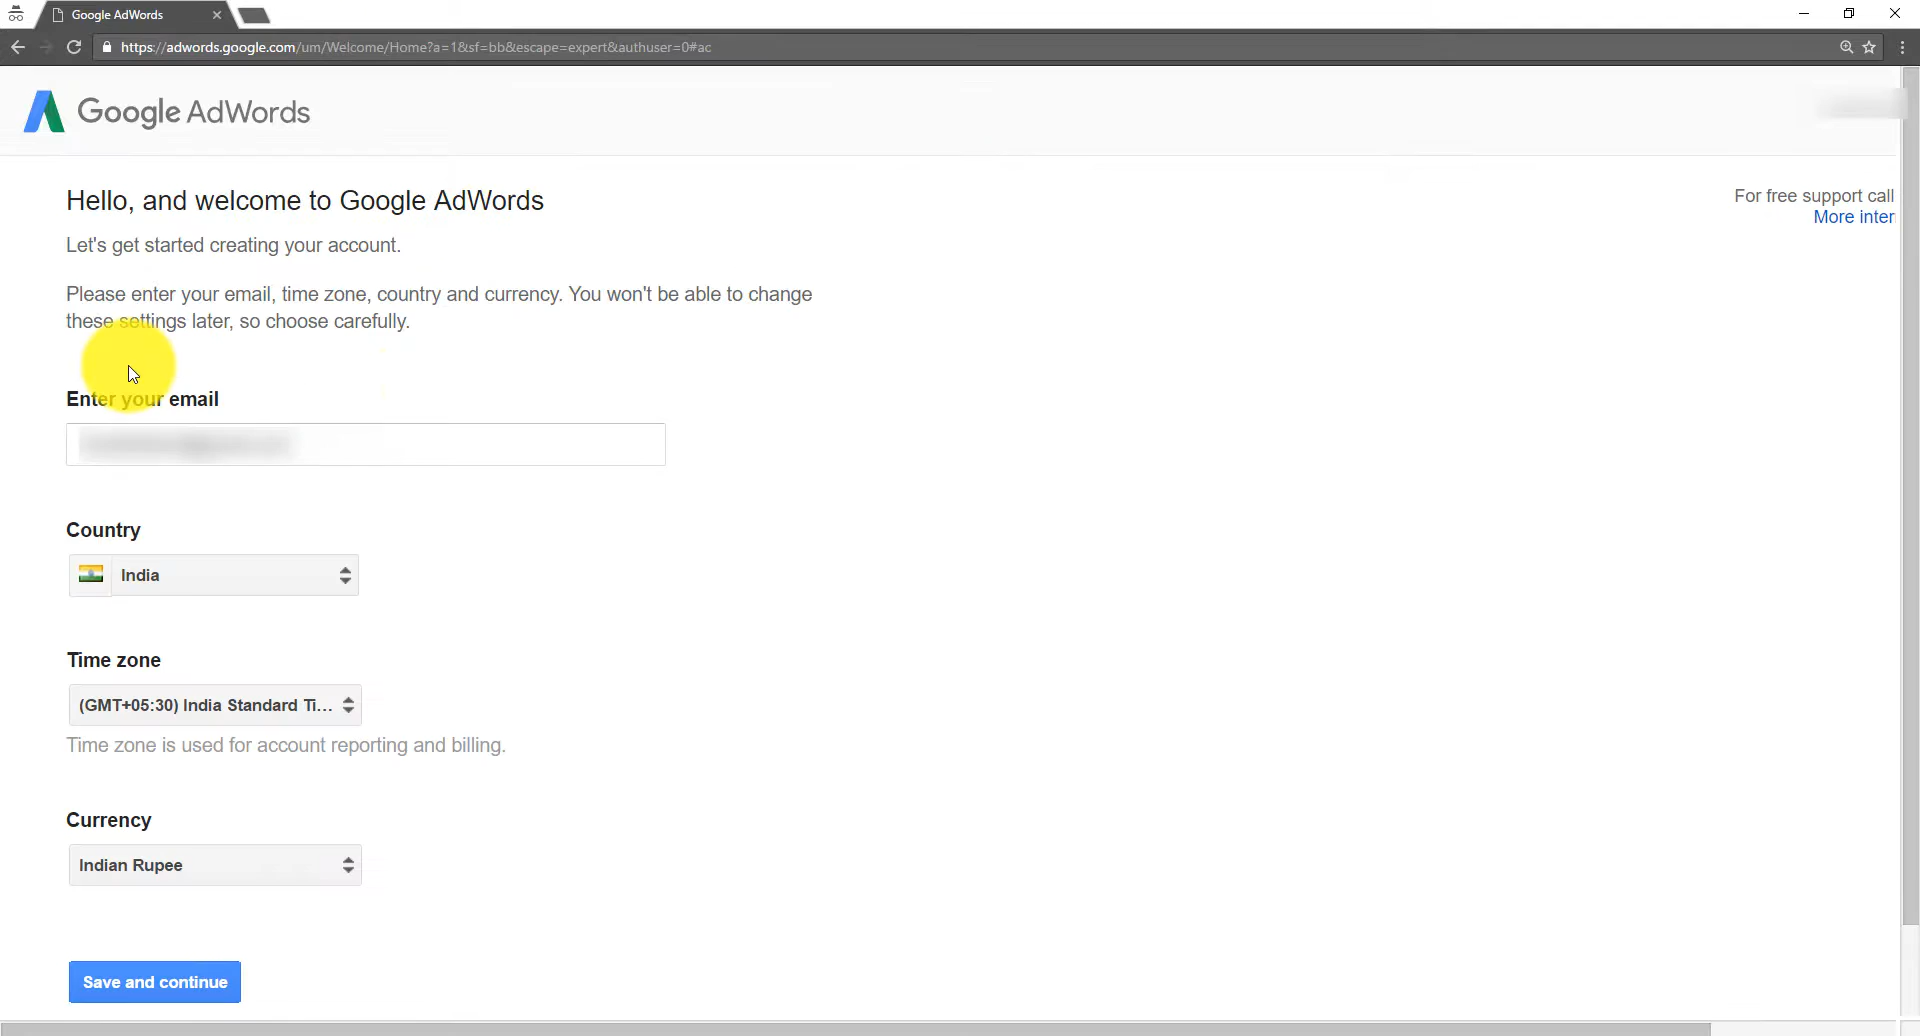 Google AdWords
https://adwords.google.com/um/Welcome/Home?a=1&sf=bb&escape=expert&authuser=0#ac
Google AdWords
Hello, and welcome to Google AdWords
For free support call
More inter
Let's get started creating your account.
Please enter your email, time zone, country and currency. You won't be able to change
these settings later, so choose carefully.
Enter your email
Country
India
Time zone
(GMT+05:30) India Standard Ti...
Time zone is used for account reporting and billing.
Currency
Indian Rupee
Save and continue